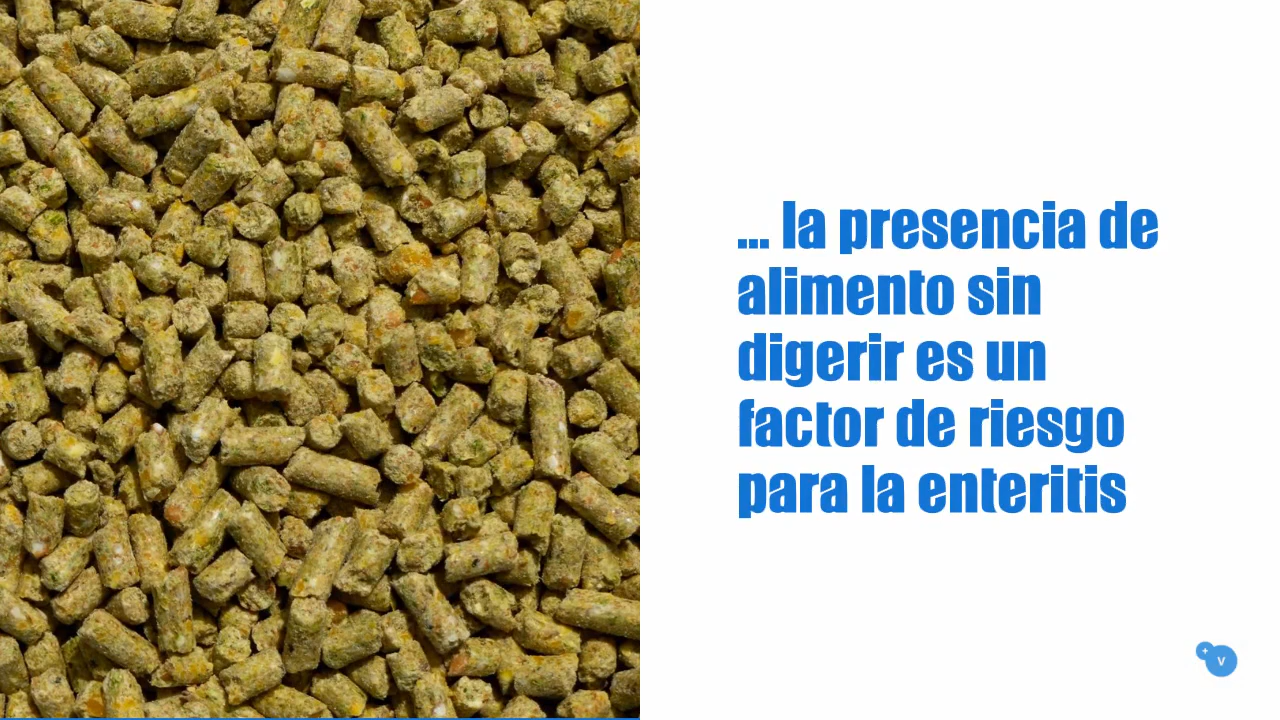 ... la presencia de
alimento sin
digerir es un
factor de riesgo
para la enteritis
+
V